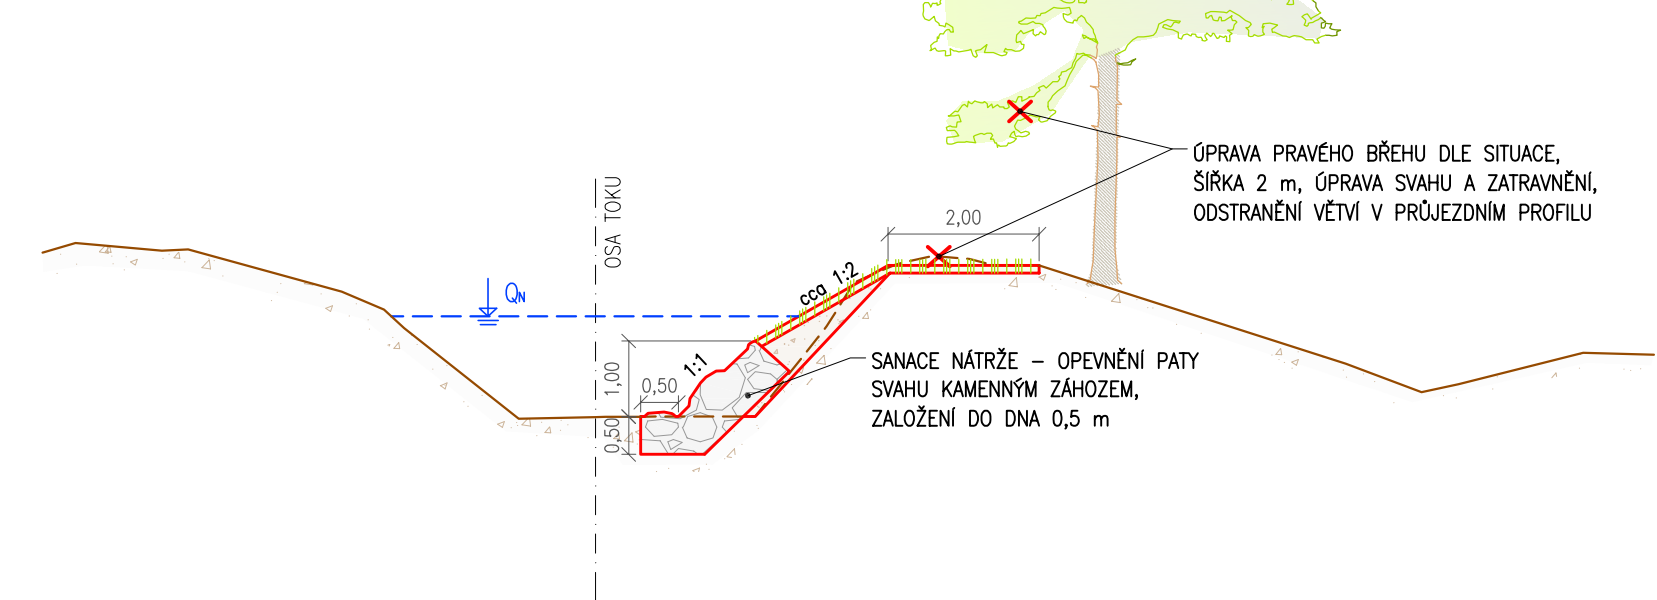 ÚPRAVA PRAVÉHO BŘEHU DLE SITUACE,
ŠÍŘKA 2 m, ÚPRAVA SVAHU A ZATRAVNĚNÍ,
ODSTRANĚNÍ VĚTVÍ V PRŮJEZDNÍM PROFILU
2,00
OSA TOKU
QN
cca 1:2
1:1
1,00
0,50
0,50
SANACE NÁTRŽE – OPEVNĚNÍ PATY
SVAHU KAMENNÝM ZÁHOZEM,
ZALOŽENÍ DO DNA 0,5 m